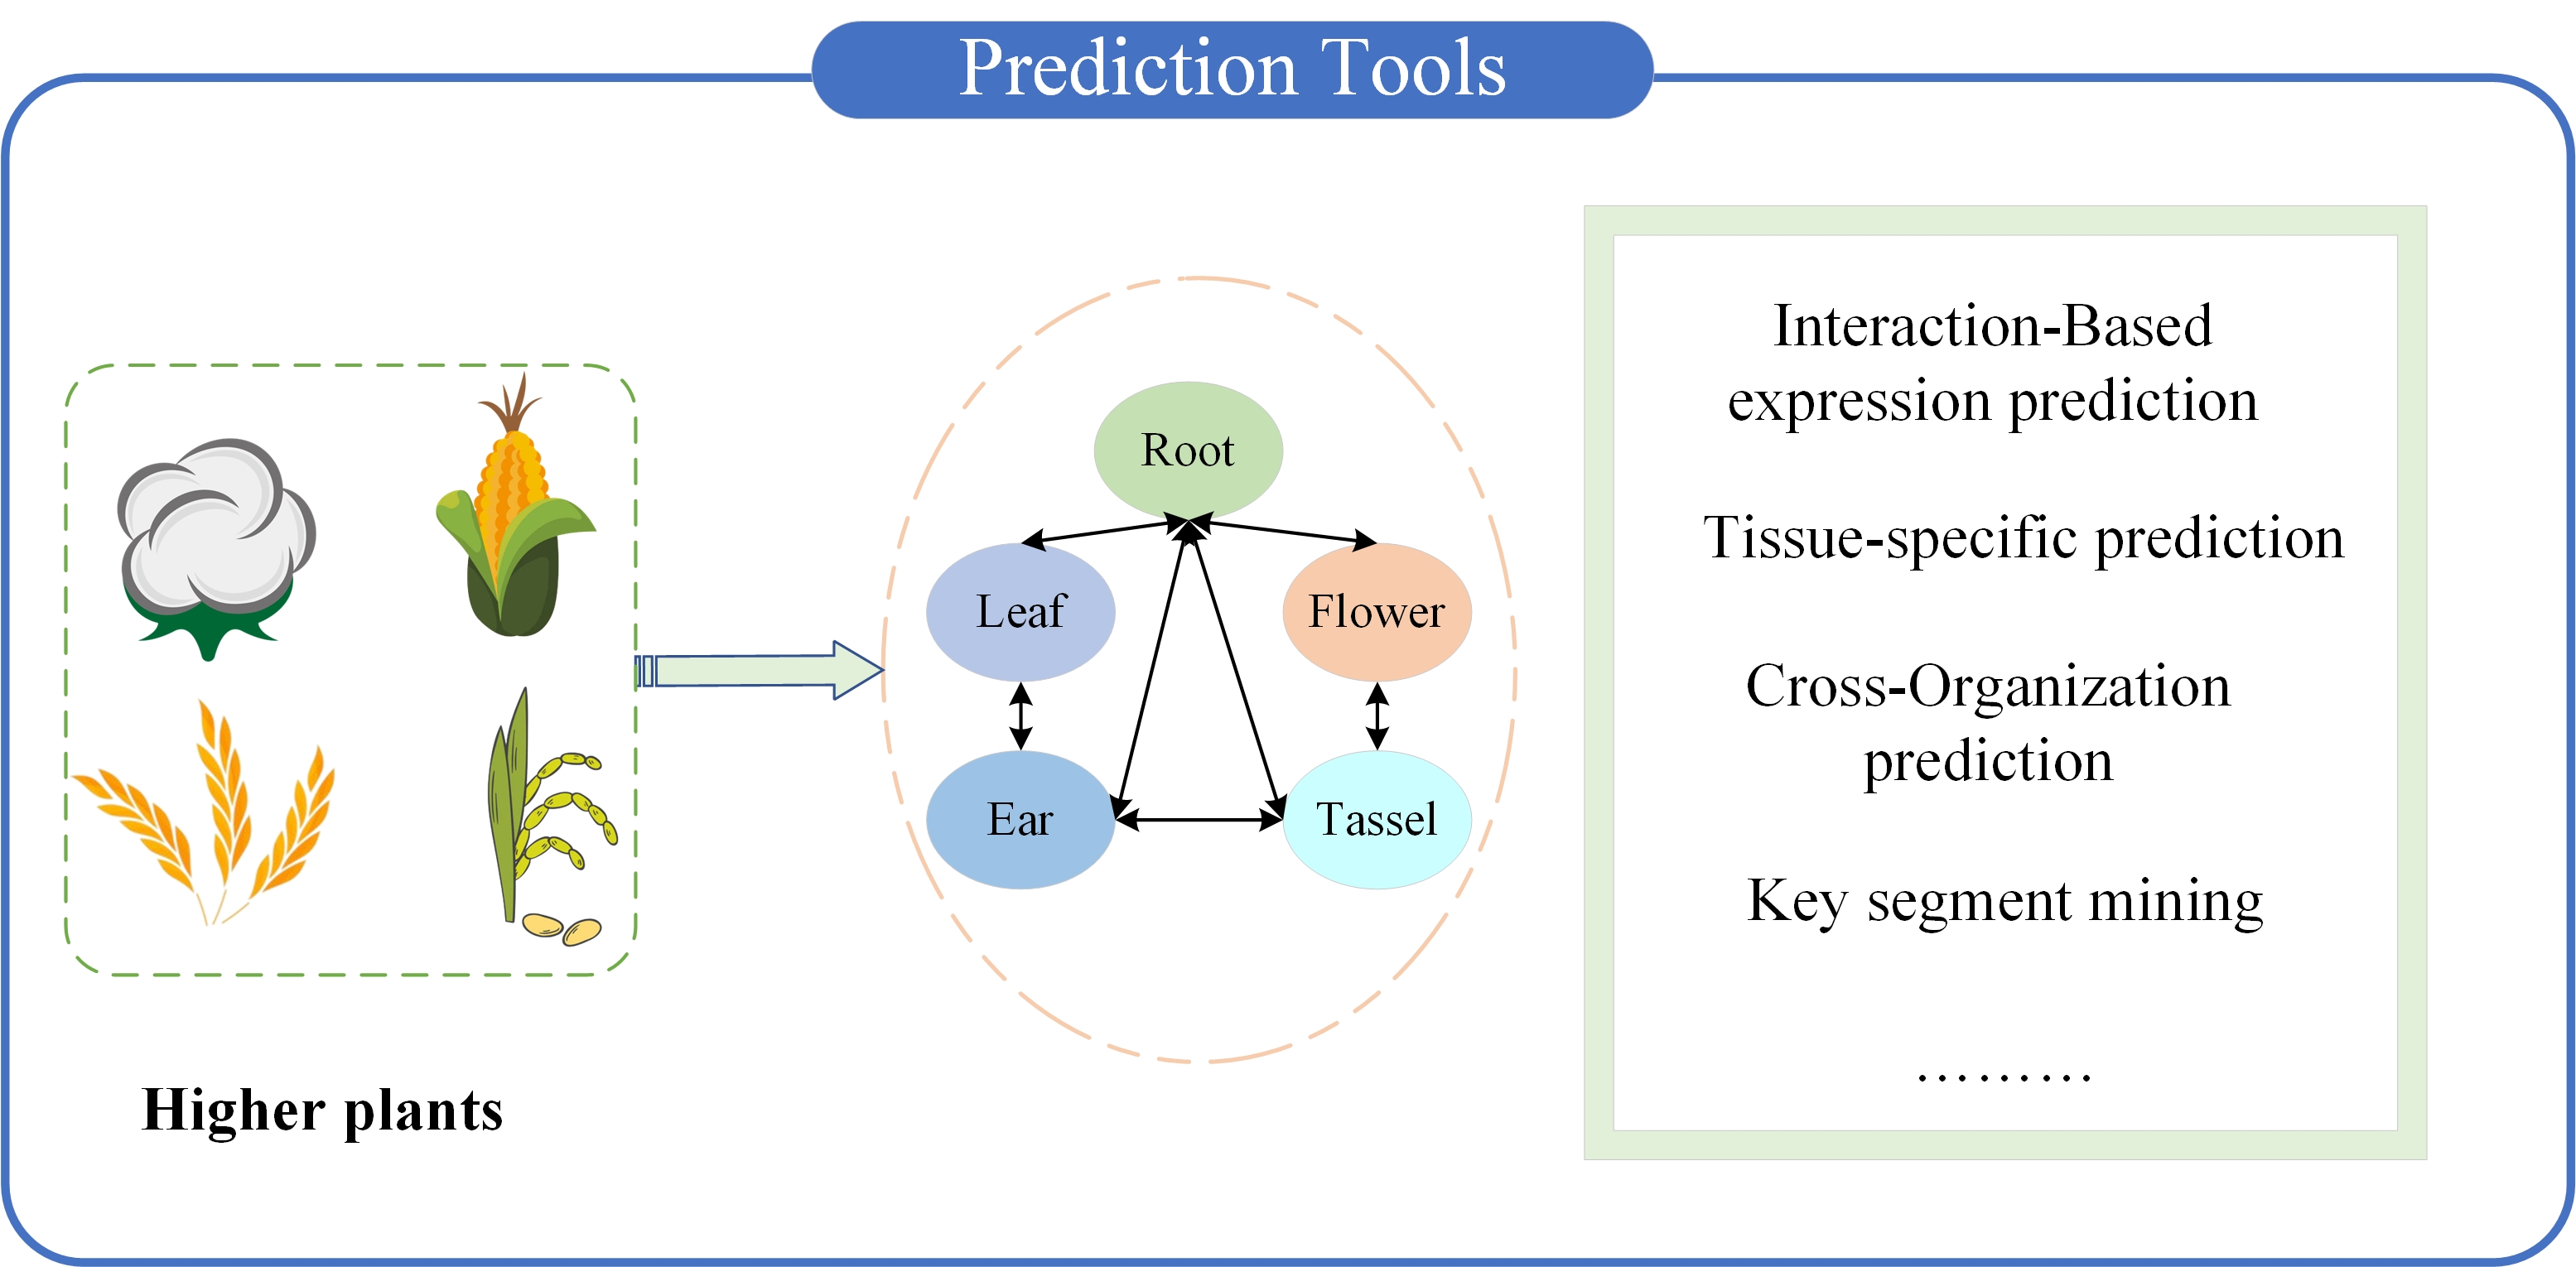 Prediction Tools
Higher plants
Root
Leaf
Flower
Ear
Tassel
Interaction-Based
expression prediction
Tissue-specific prediction
Cross-Organization
prediction
Key segment mining
………